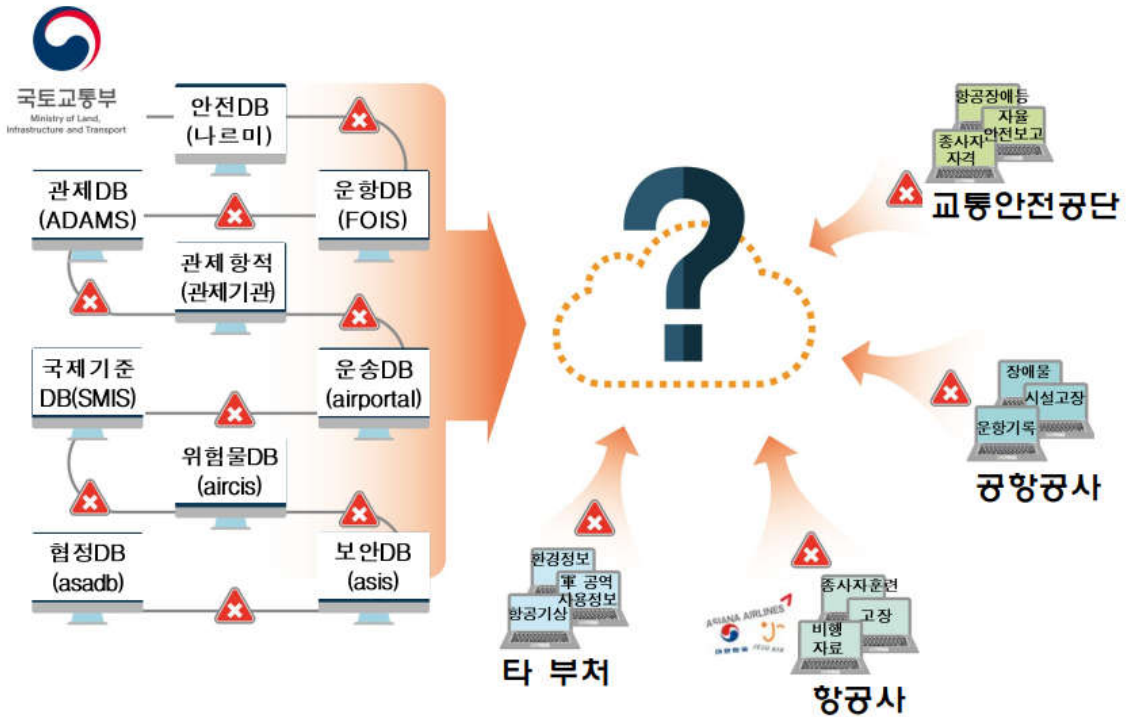 국토교통부
Ministry of Land,
Infrastructure and Transport
안전DB
(나르미)
관제DB
(ADAMS)
운항DB
(FOIS)
관제항적
(관제기관)
국제기준
DB(SMIS)
운송DB
(airportal)
위험물DB
(aircis)
협정DB
(asadb)
보안DB
(asis)
?
항공장애등
자율
안전보고
종사자
자격
교통안전공단
장애물
시설고장
운항기록
공항공사
환경정보
軍 공역
사용정보
항공기상
타 부처
ASIANA AIRLINES
대한항공
JEJU AIR
종사자훈련
고장
비행
자료
항공사